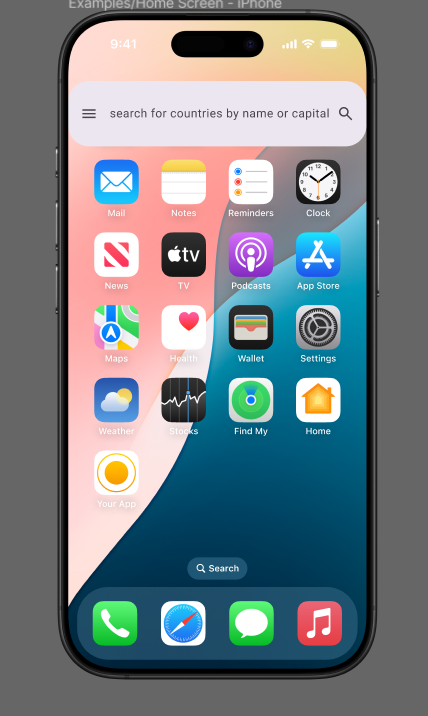 Examples/Home Screen - iPhone
9:41
search for countries by name or capital
Mail
Notes
Reminders
Clock
News
tv
TV
Podcasts
App Store
Maps
Health
Wallet
Settings
Weather
Stocks
Find My
Home
Your App
Search